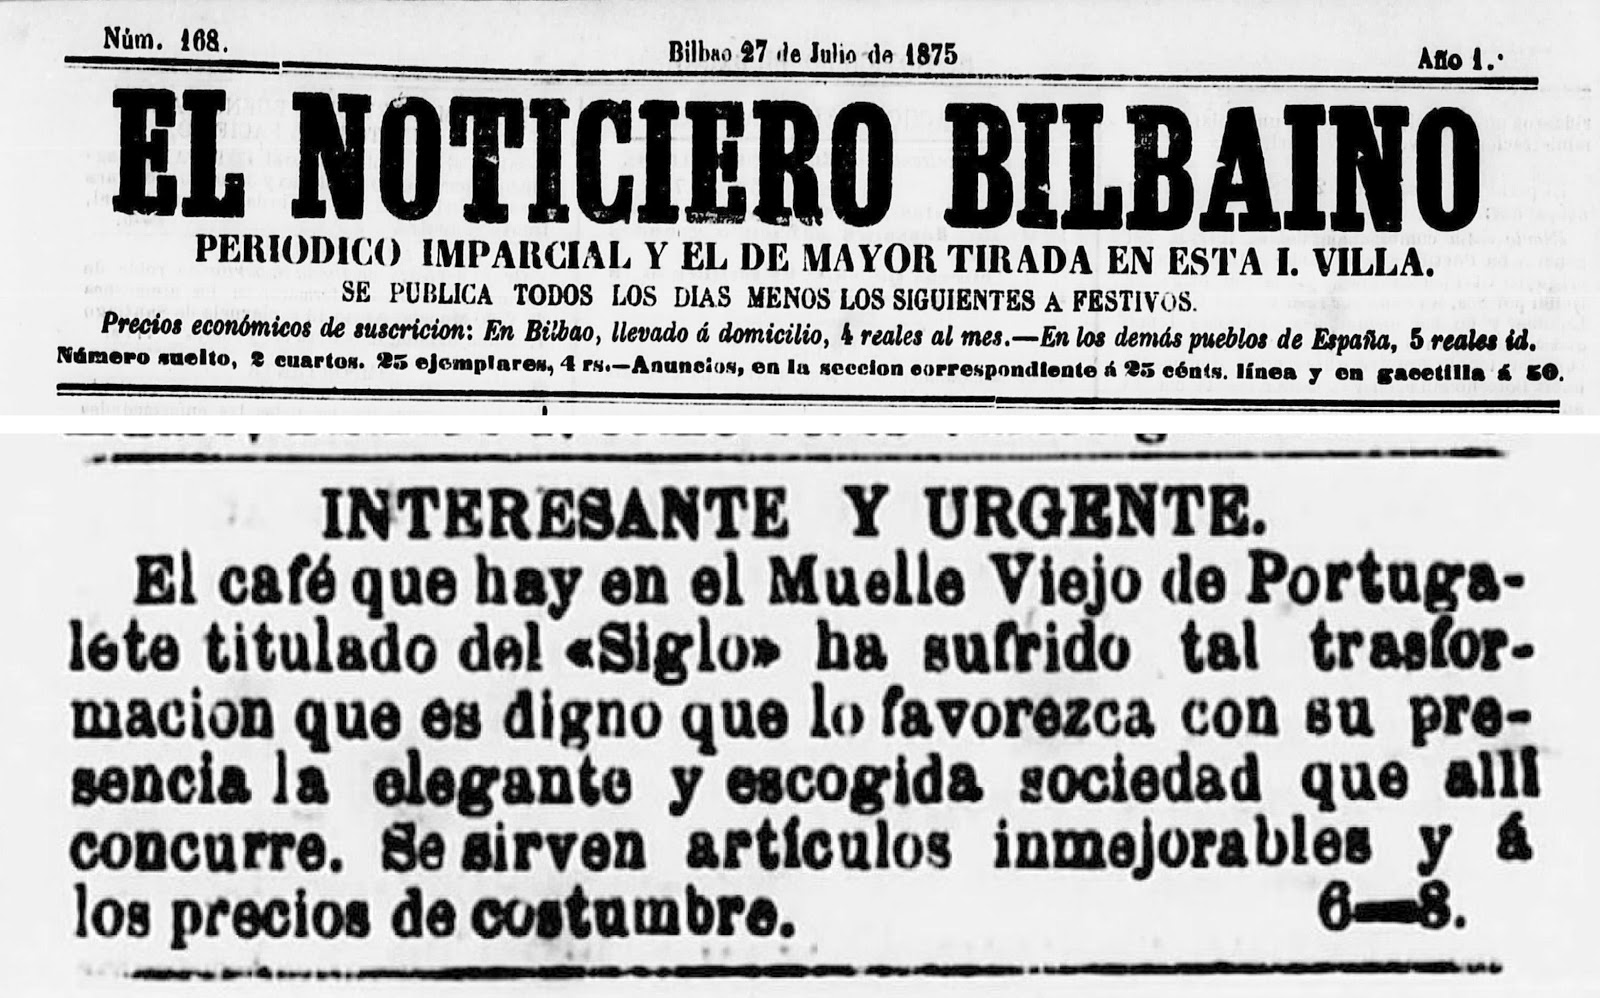 Núm. 168.
Bilbao 27 de Julio de 1875
Año 1.º
EL NOTICIERO BILBAINO
PERIODICO IMPARCIAL Y EL DE MAYOR TIRADA EN ESTA I. VILLA.
SE PUBLICA TODOS LOS DIAS MENOS LOS SIGUIENTES A FESTIVOS.
Precios económicos de suscricion: En Bilbao, llevado á domicilio, 4 reales al mes.—En los demás pueblos de España, 5 reales id.
Número suelto, 2 cuartos. 25 ejemplares, 4 rs.—Anuncios, en la seccion correspondiente á 25 cénts. línea y en gacetilla á 50.
INTERESANTE Y URGENTE.
El café que hay en el Muelle Viejo de Portuga-
lete titulado del «Siglo» ha sufrido tal trasfor-
macion que es digno que lo favorezca con su pre-
sencia la elegante y escogida sociedad que allí
concurre. Se sirven artículos inmejorables y á
los precios de costumbre.
6—8.